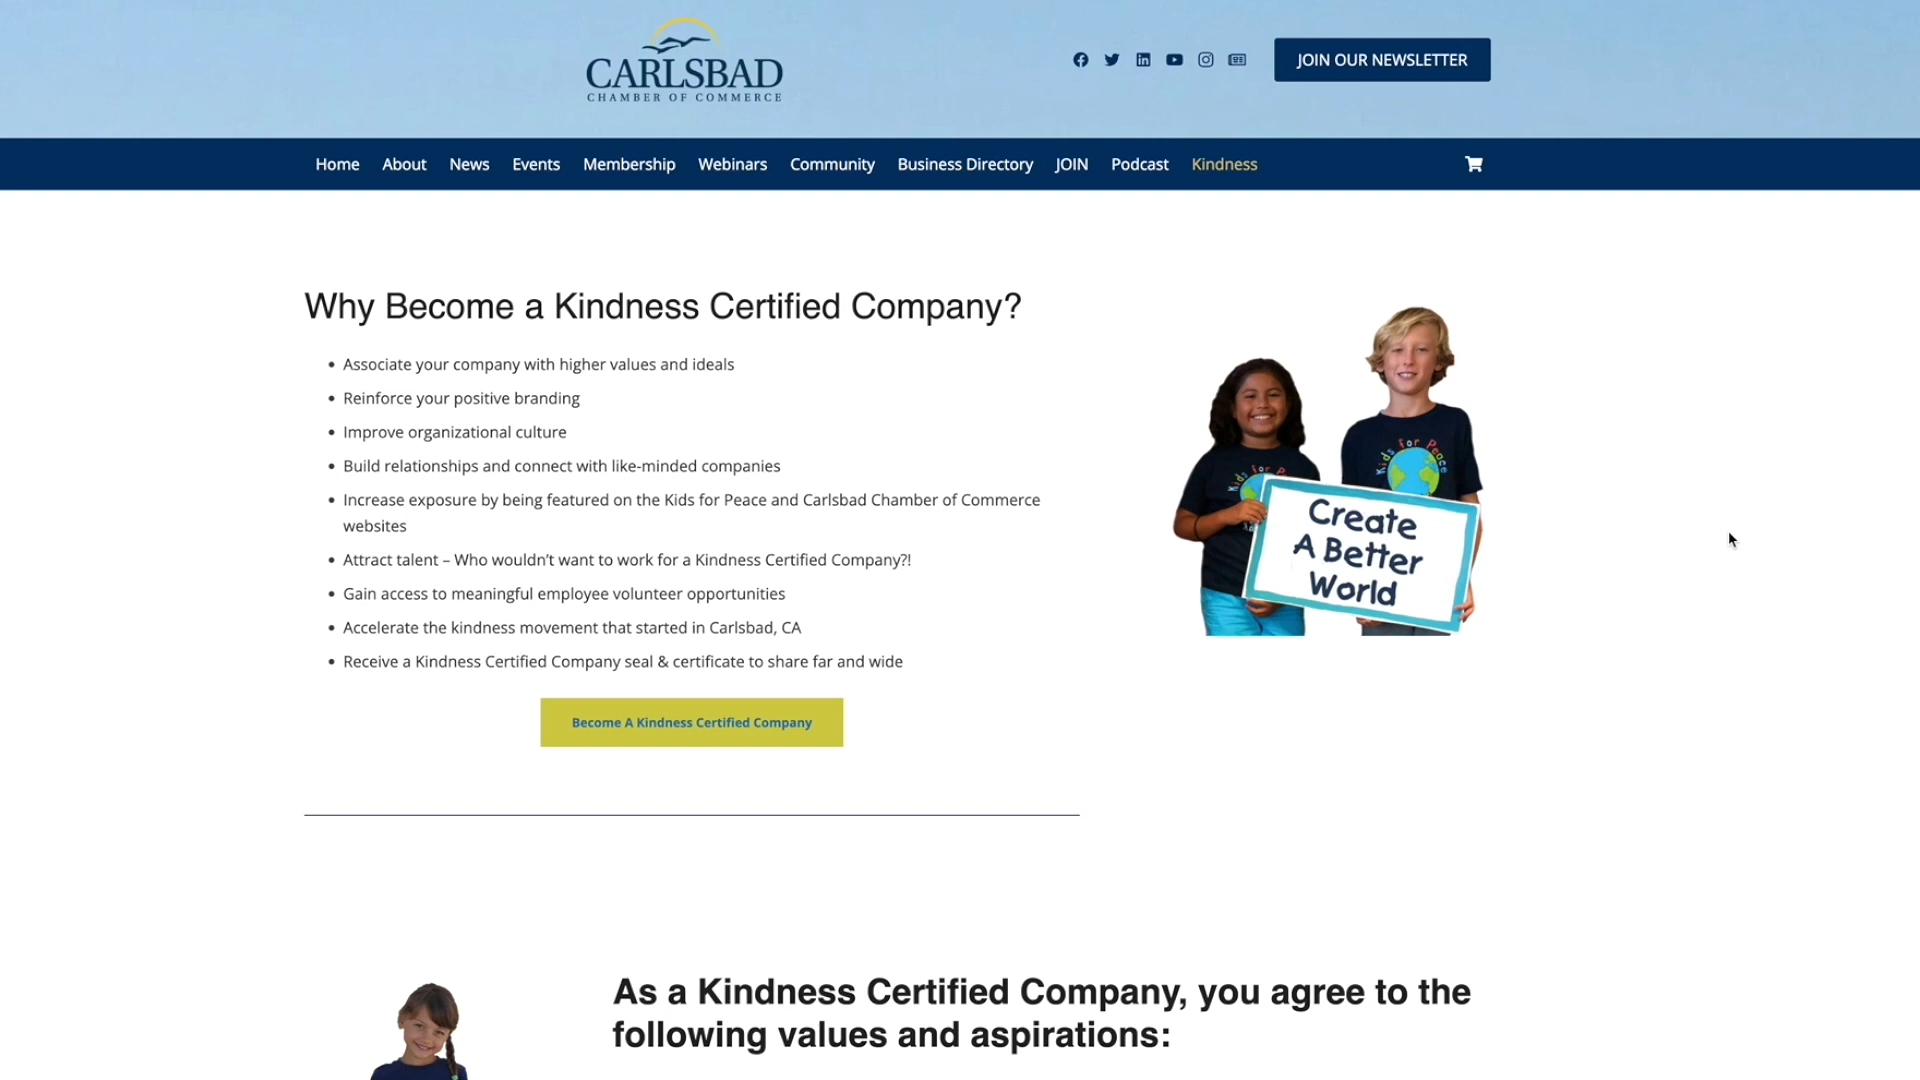 CARLSBAD
CHAMBER OF COMMERCE
JOIN OUR NEWSLETTER
Home About News Events Membership Webinars Community Business Directory JOIN Podcast Kindness
Why Become a Kindness Certified Company?
• Associate your company with higher values and ideals
• Reinforce your positive branding
• Improve organizational culture
• Build relationships and connect with like-minded companies
• Increase exposure by being featured on the Kids for Peace and Carlsbad Chamber of Commerce
websites
• Attract talent – Who wouldn’t want to work for a Kindness Certified Company?!
• Gain access to meaningful employee volunteer opportunities
• Accelerate the kindness movement that started in Carlsbad, CA
• Receive a Kindness Certified Company seal & certificate to share far and wide
Become A Kindness Certified Company
Kids for P
Kids for Peace
Create
A Better
World
As a Kindness Certified Company, you agree to the
following values and aspirations: